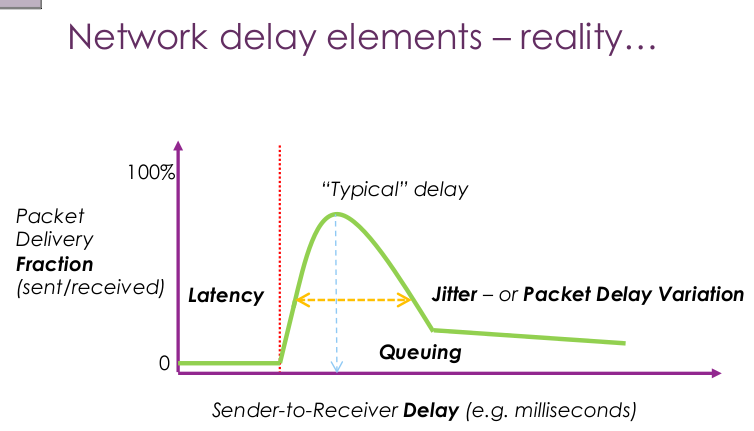 Network delay elements – reality…
100%
“Typical” delay
Packet
Delivery
Fraction
(sent/received)
Latency
Jitter – or Packet Delay Variation
Queuing
0
Sender-to-Receiver Delay (e.g. milliseconds)